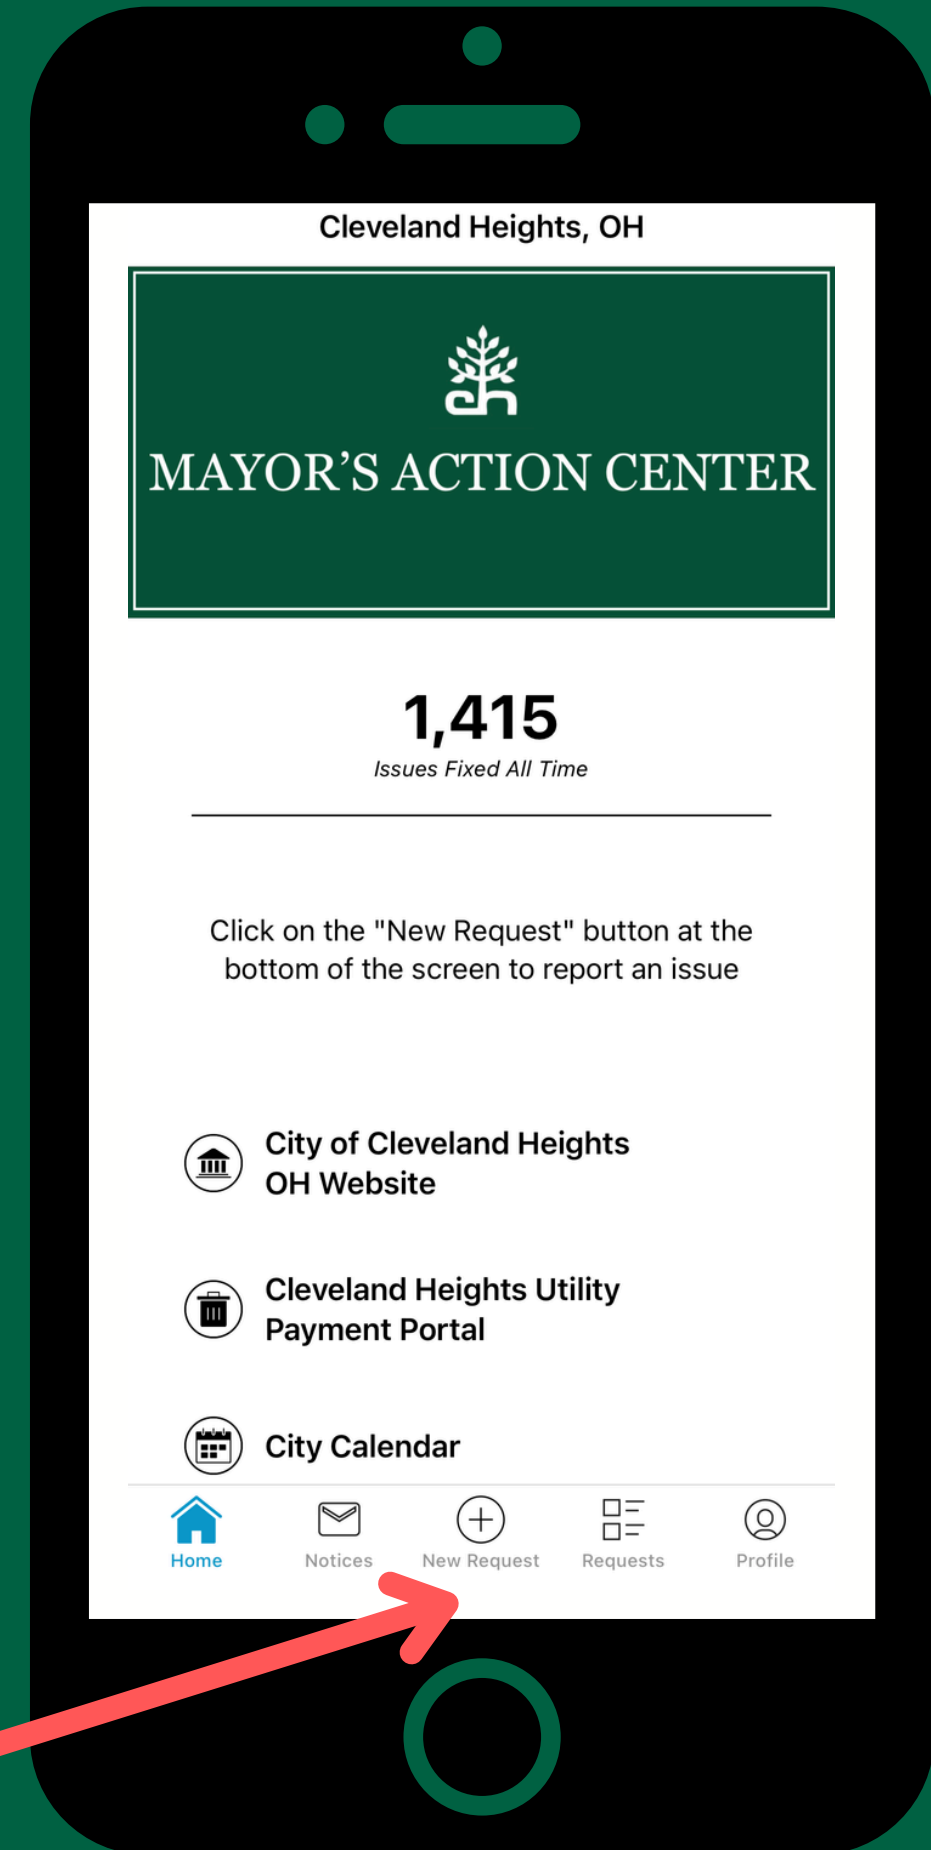 Cleveland Heights, OH
ch
MAYOR'S ACTION CENTER
1,415
Issues Fixed All Time
Click on the "New Request" button at the
bottom of the screen to report an issue
City of Cleveland Heights
OH Website
Cleveland Heights Utility
Payment Portal
City Calendar
Home
Notices
New Request
Requests
Profile